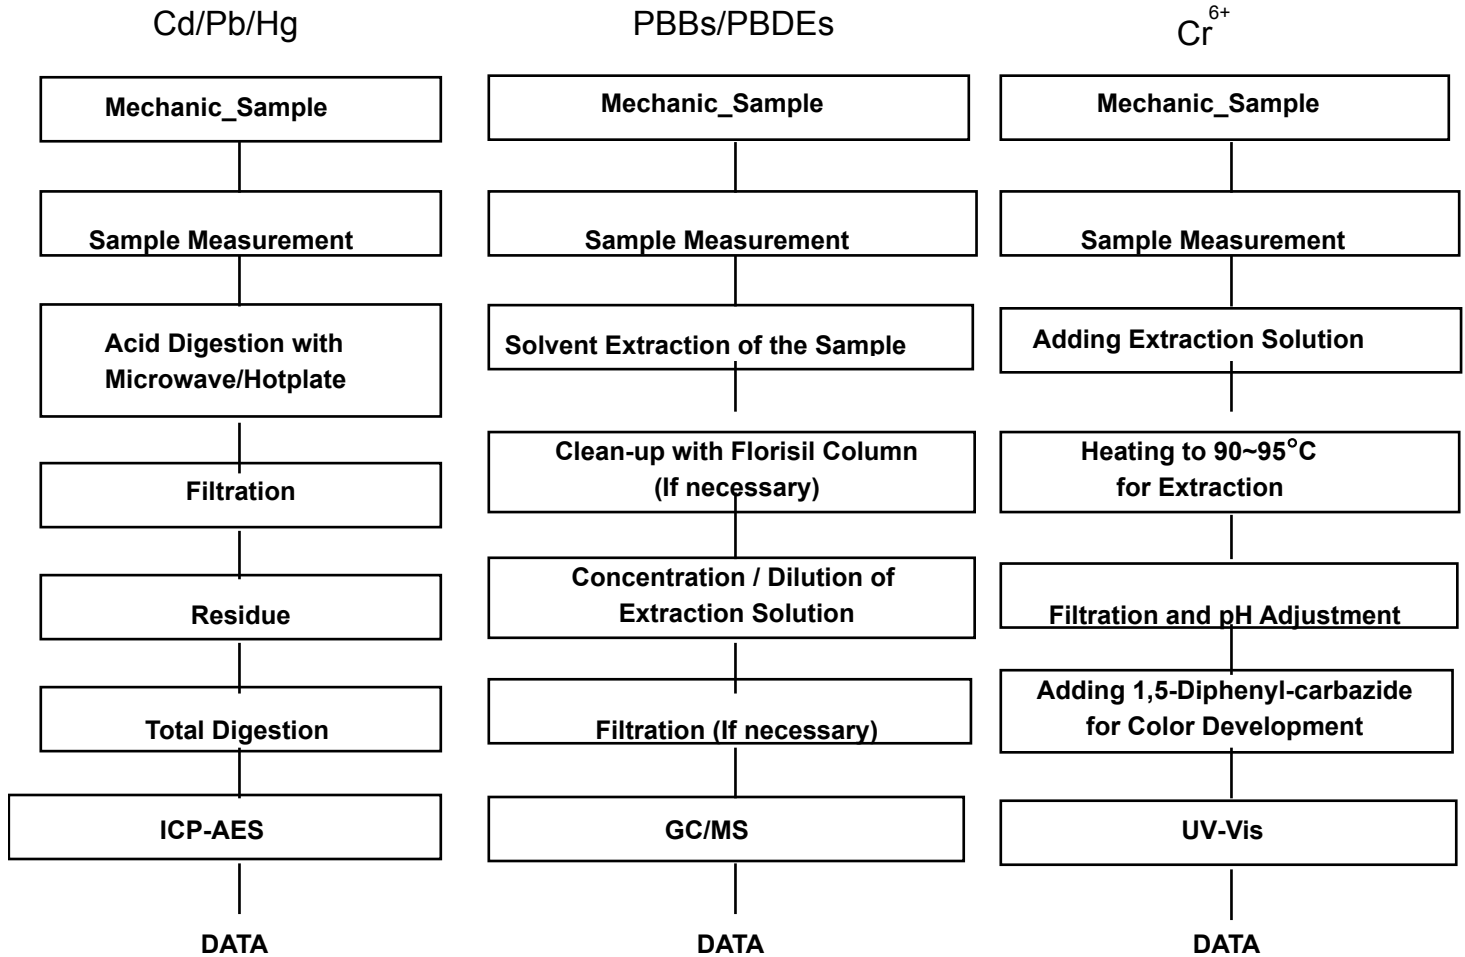 Cd/Pb/Hg
Mechanic_Sample
Sample Measurement
Acid Digestion with
Microwave/Hotplate
Filtration
Residue
Total Digestion
ICP-AES
DATA
PBBs/PBDEs
Mechanic_Sample
Sample Measurement
Solvent Extraction of the Sample
Clean-up with Florisil Column
(If necessary)
Concentration / Dilution of
Extraction Solution
Filtration (If necessary)
GC/MS
DATA
Cr6+
Mechanic_Sample
Sample Measurement
Adding Extraction Solution
Heating to 90~95°C
for Extraction
Filtration and pH Adjustment
Adding 1,5-Diphenyl-carbazide
for Color Development
UV-Vis
DATA